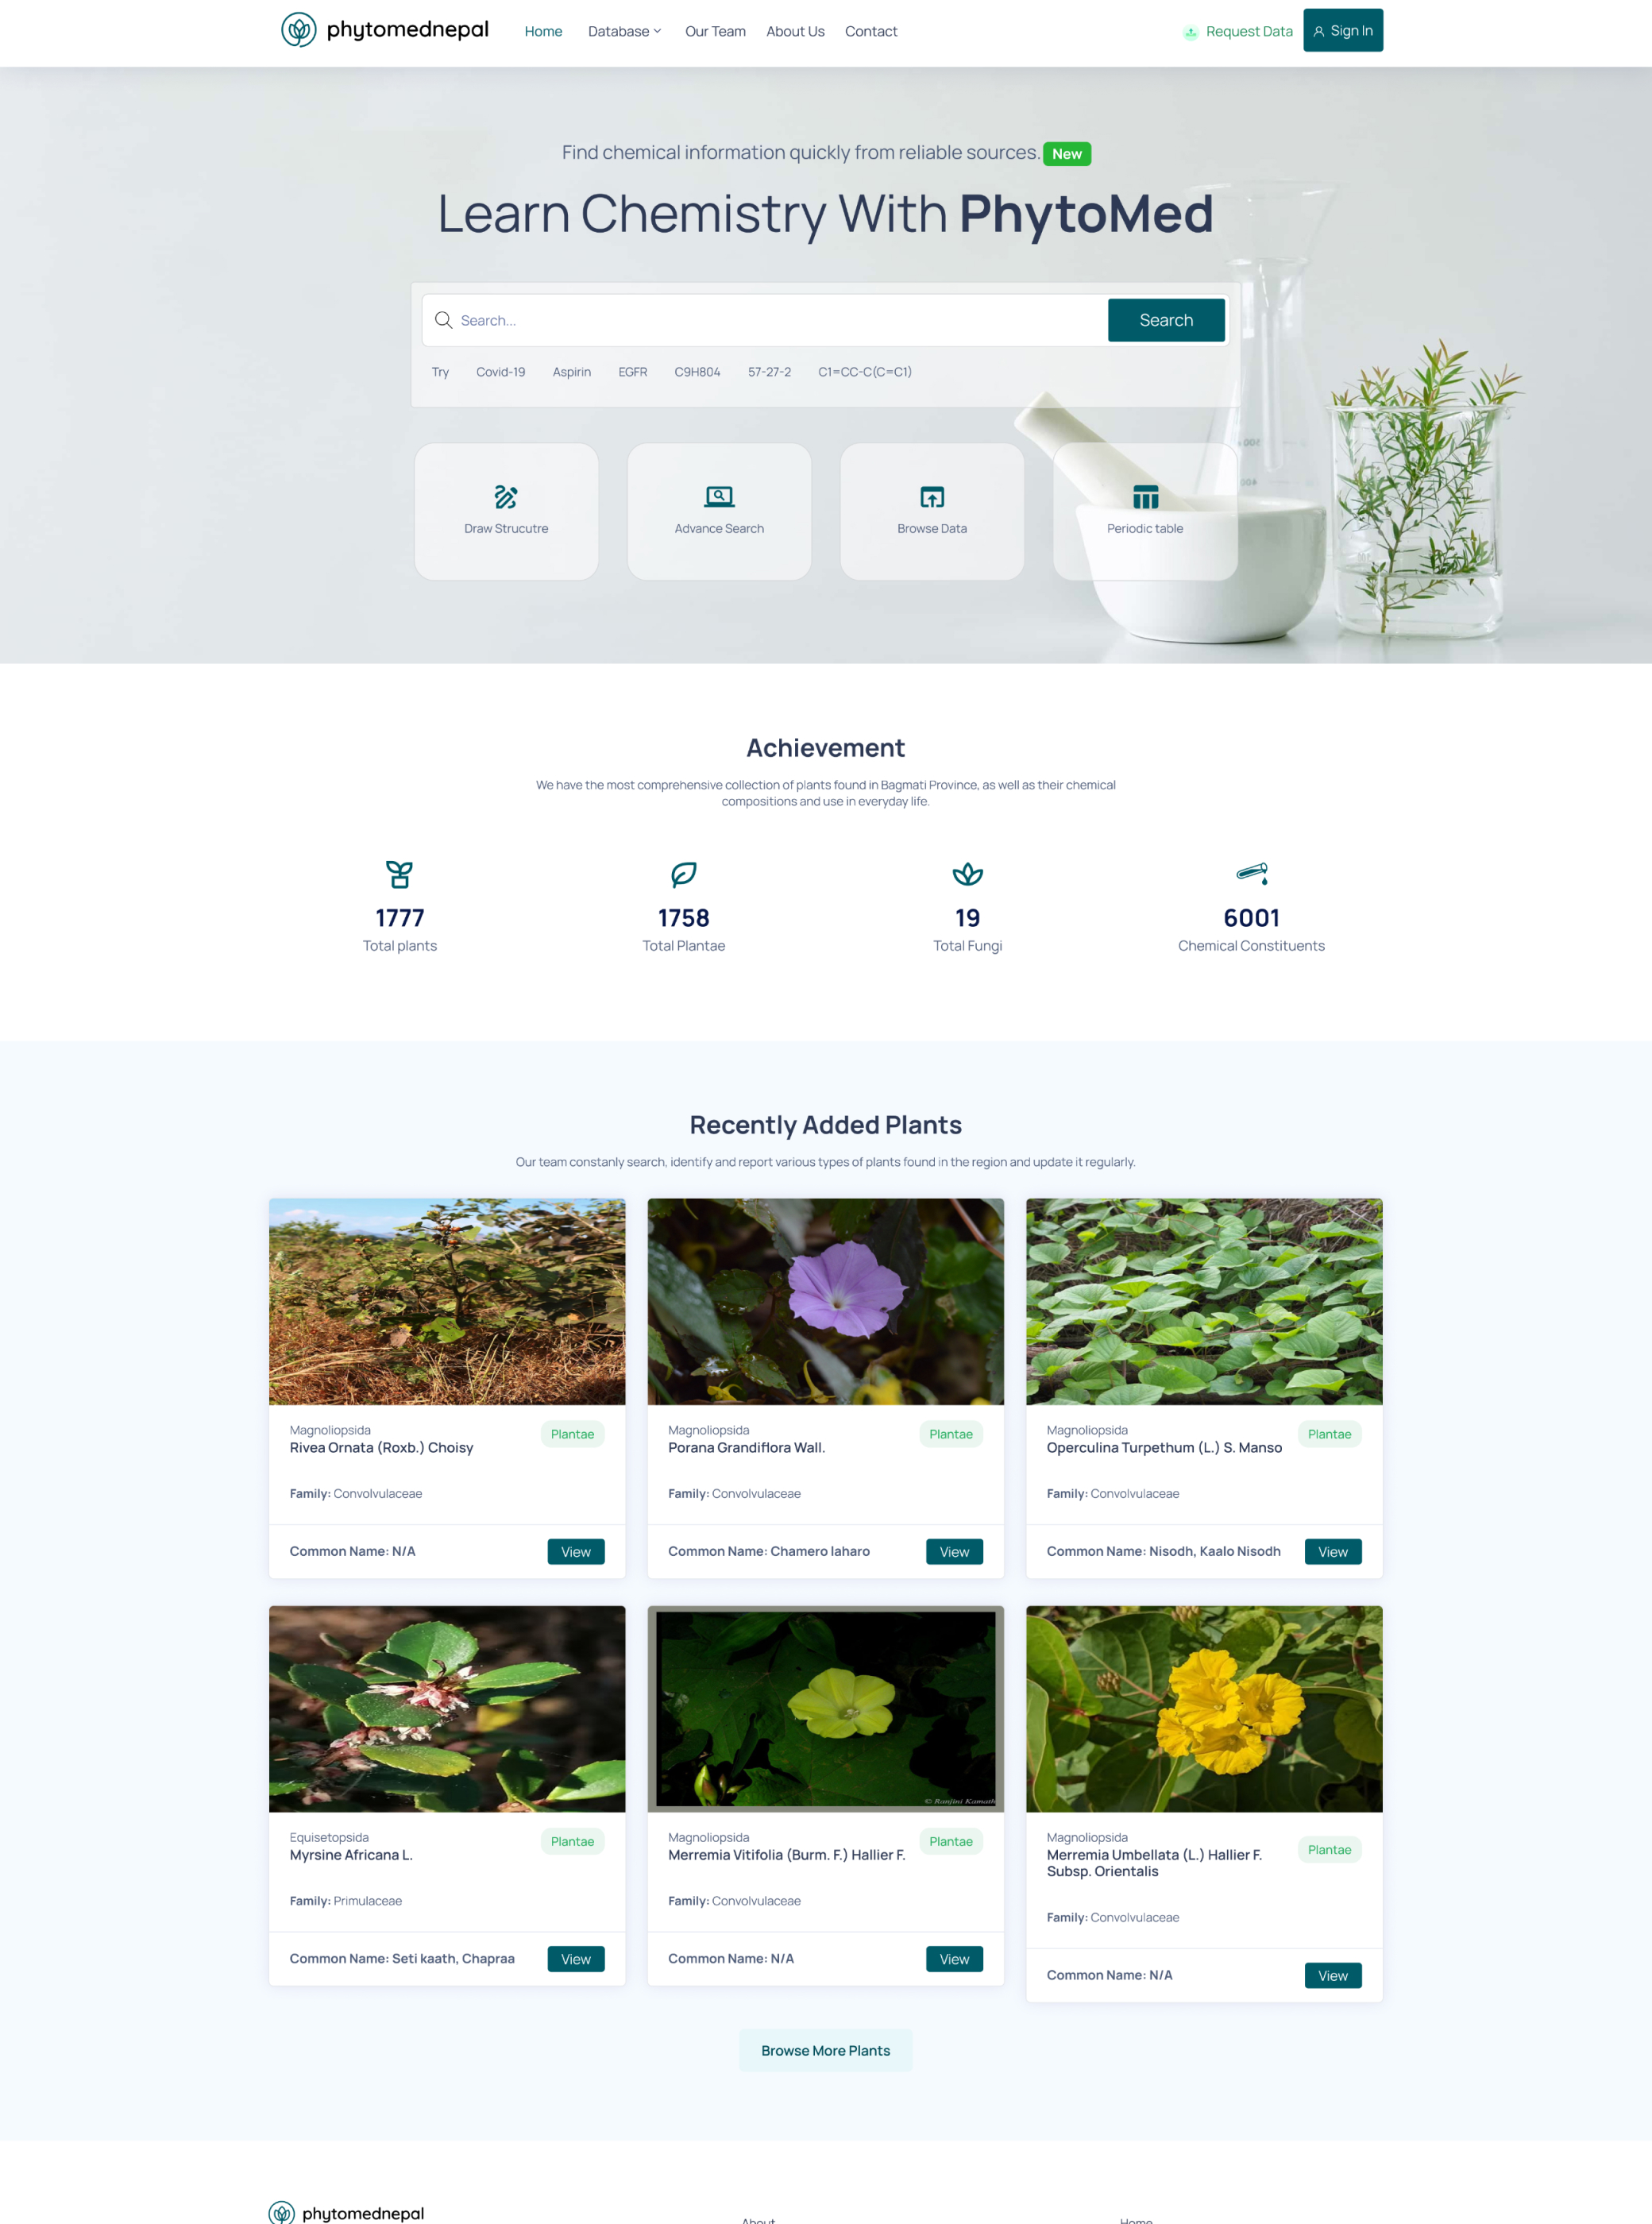 phytomednepal
Home Database Our Team About Us Contact
Request Data Sign In
Find chemical information quickly from reliable sources. New
Learn Chemistry With PhytoMed
Search...
Search
Try Covid-19 Aspirin EGFR C9H804 57-27-2 C1=CC-C(C=C1)
Draw Strucutre
Advance Search
Browse Data
Periodic table
Achievement
We have the most comprehensive collection of plants found in Bagmati Province, as well as their chemical
compositions and use in everyday life.
1777
Total plants
1758
Total Plantae
19
Total Fungi
6001
Chemical Constituents
Recently Added Plants
Our team constanly search, identify and report various types of plants found in the region and update it regularly.
Magnoliopsida
Rivea Ornata (Roxb.) Choisy
Plantae
Family: Convolvulaceae
Common Name: N/A
View
Magnoliopsida
Porana Grandiflora Wall.
Plantae
Family: Convolvulaceae
Common Name: Chamero laharo
View
Magnoliopsida
Operculina Turpethum (L.) S. Manso
Plantae
Family: Convolvulaceae
Common Name: Nisodh, Kaalo Nisodh
View
Equisetopsida
Myrsine Africana L.
Plantae
Family: Primulaceae
Common Name: Seti kaath, Chapraa
View
© Ranjini Kamath
Magnoliopsida
Merremia Vitifolia (Burm. F.) Hallier F.
Plantae
Family: Convolvulaceae
Common Name: N/A
View
Magnoliopsida
Merremia Umbellata (L.) Hallier F.
Subsp. Orientalis
Plantae
Family: Convolvulaceae
Common Name: N/A
View
Browse More Plants
phytomednepal
About
Home